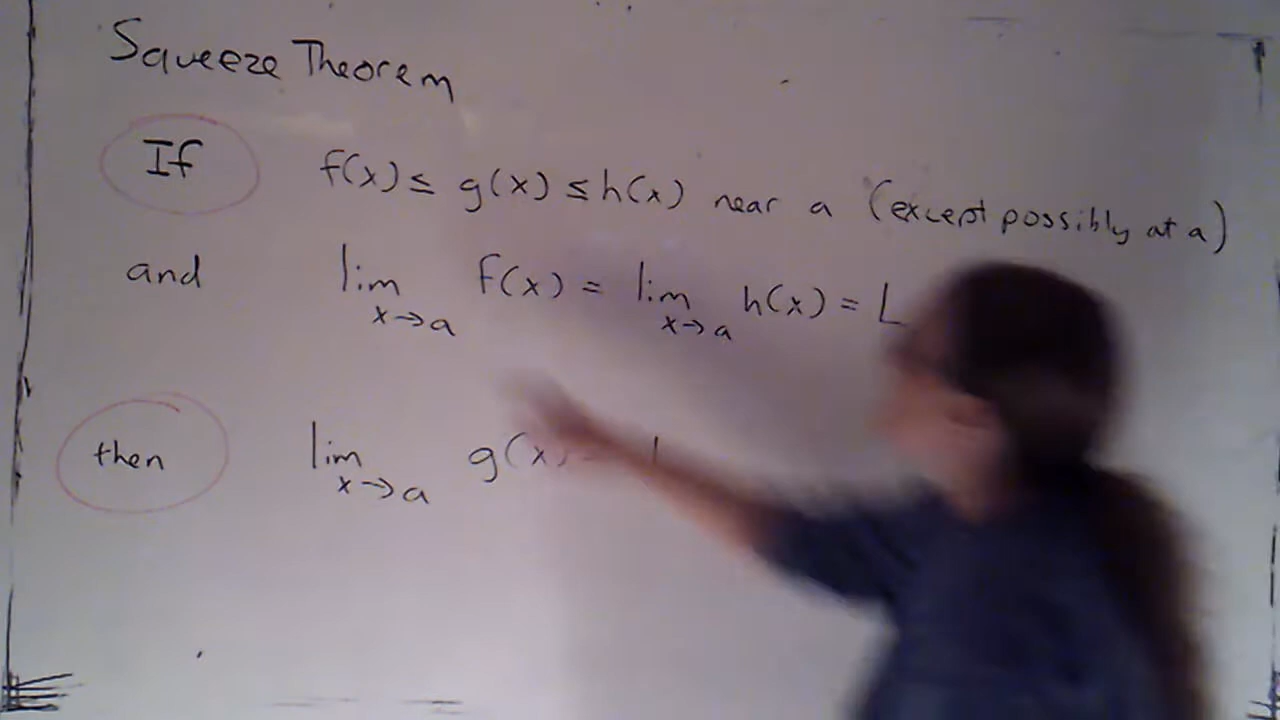 Squeeze Theorem
If f(x) ≤ g(x) ≤ h(x) near a (except possibly at a)
and lim x→a f(x) = lim x→a h(x) = L
then lim x→a g(x) =